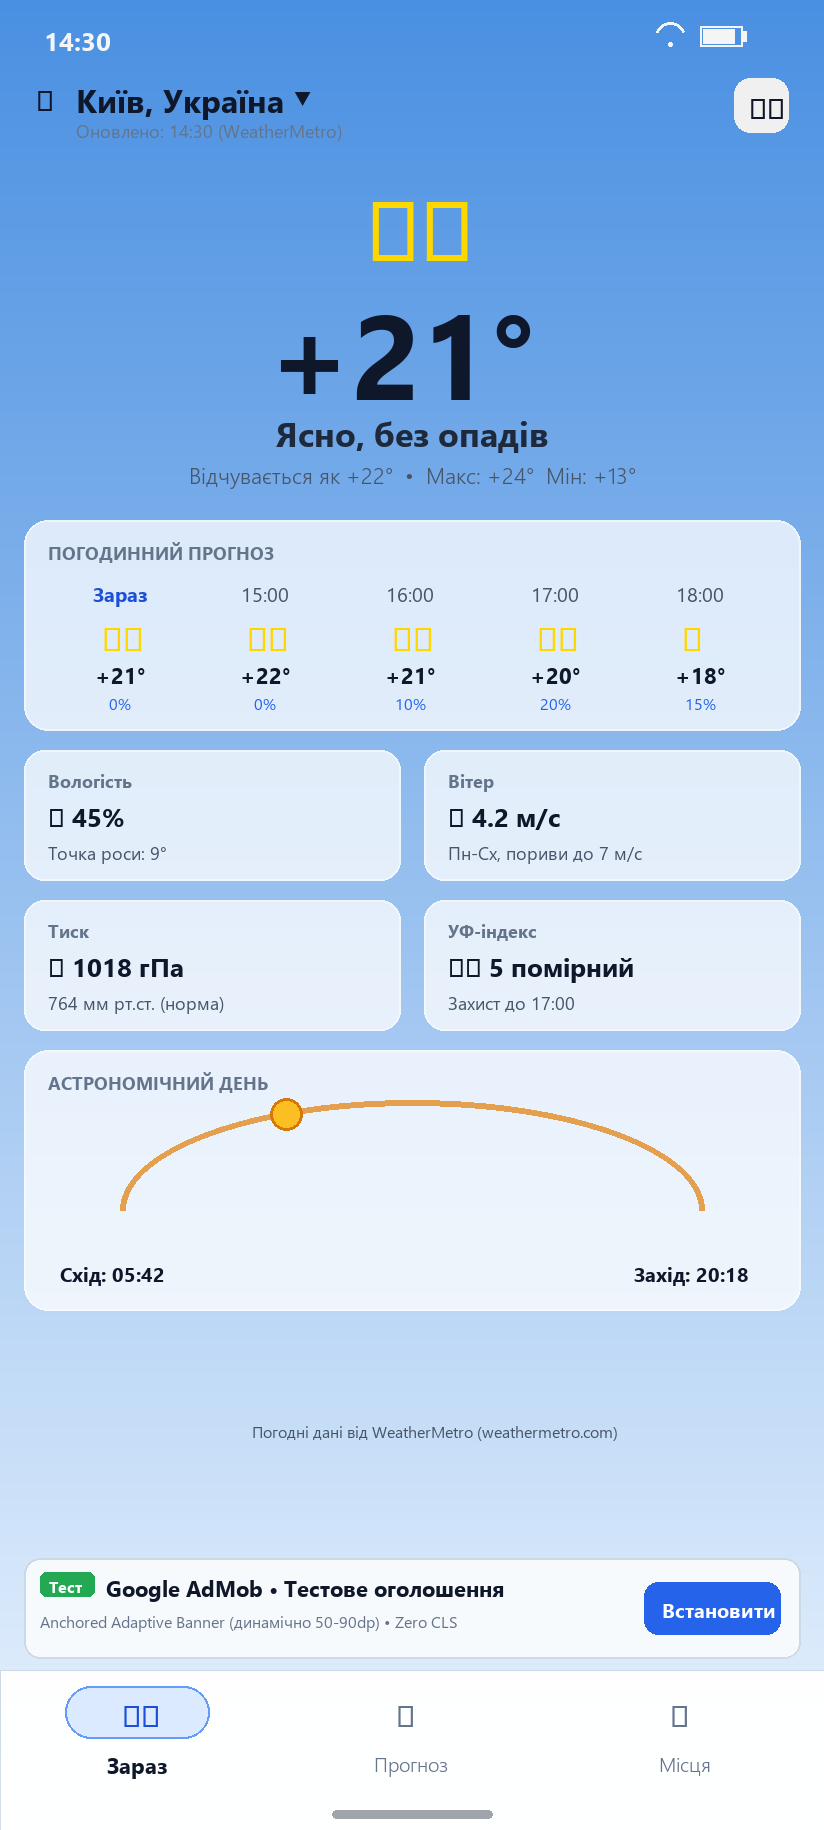 14:30
Київ, Україна ▼
Оновлено: 14:30 (WeatherMetro)
+21°
Ясно, без опадів
Відчувається як +22° • Макс: +24° Мін: +13°
ПОГОДИННИЙ ПРОГНОЗ
Зараз 15:00 16:00 17:00 18:00
+21° +22° +21° +20° +18°
0% 0% 10% 20% 15%
Вологість Вітер
45% 4.2 м/с
Точка роси: 9° Пн-Сх, пориви до 7 м/с
Тиск УФ-індекс
1018 гПа 5 помірний
764 мм рт.ст. (норма) Захист до 17:00
АСТРОНОМІЧНИЙ ДЕНЬ
Схід: 05:42 Захід: 20:18
Погодні дані від WeatherMetro (weathermetro.com)
Тест Google AdMob • Тестове оголошення
Anchored Adaptive Banner (динамічно 50-90dp) • Zero CLS
Встановити
Зараз Прогноз Місця